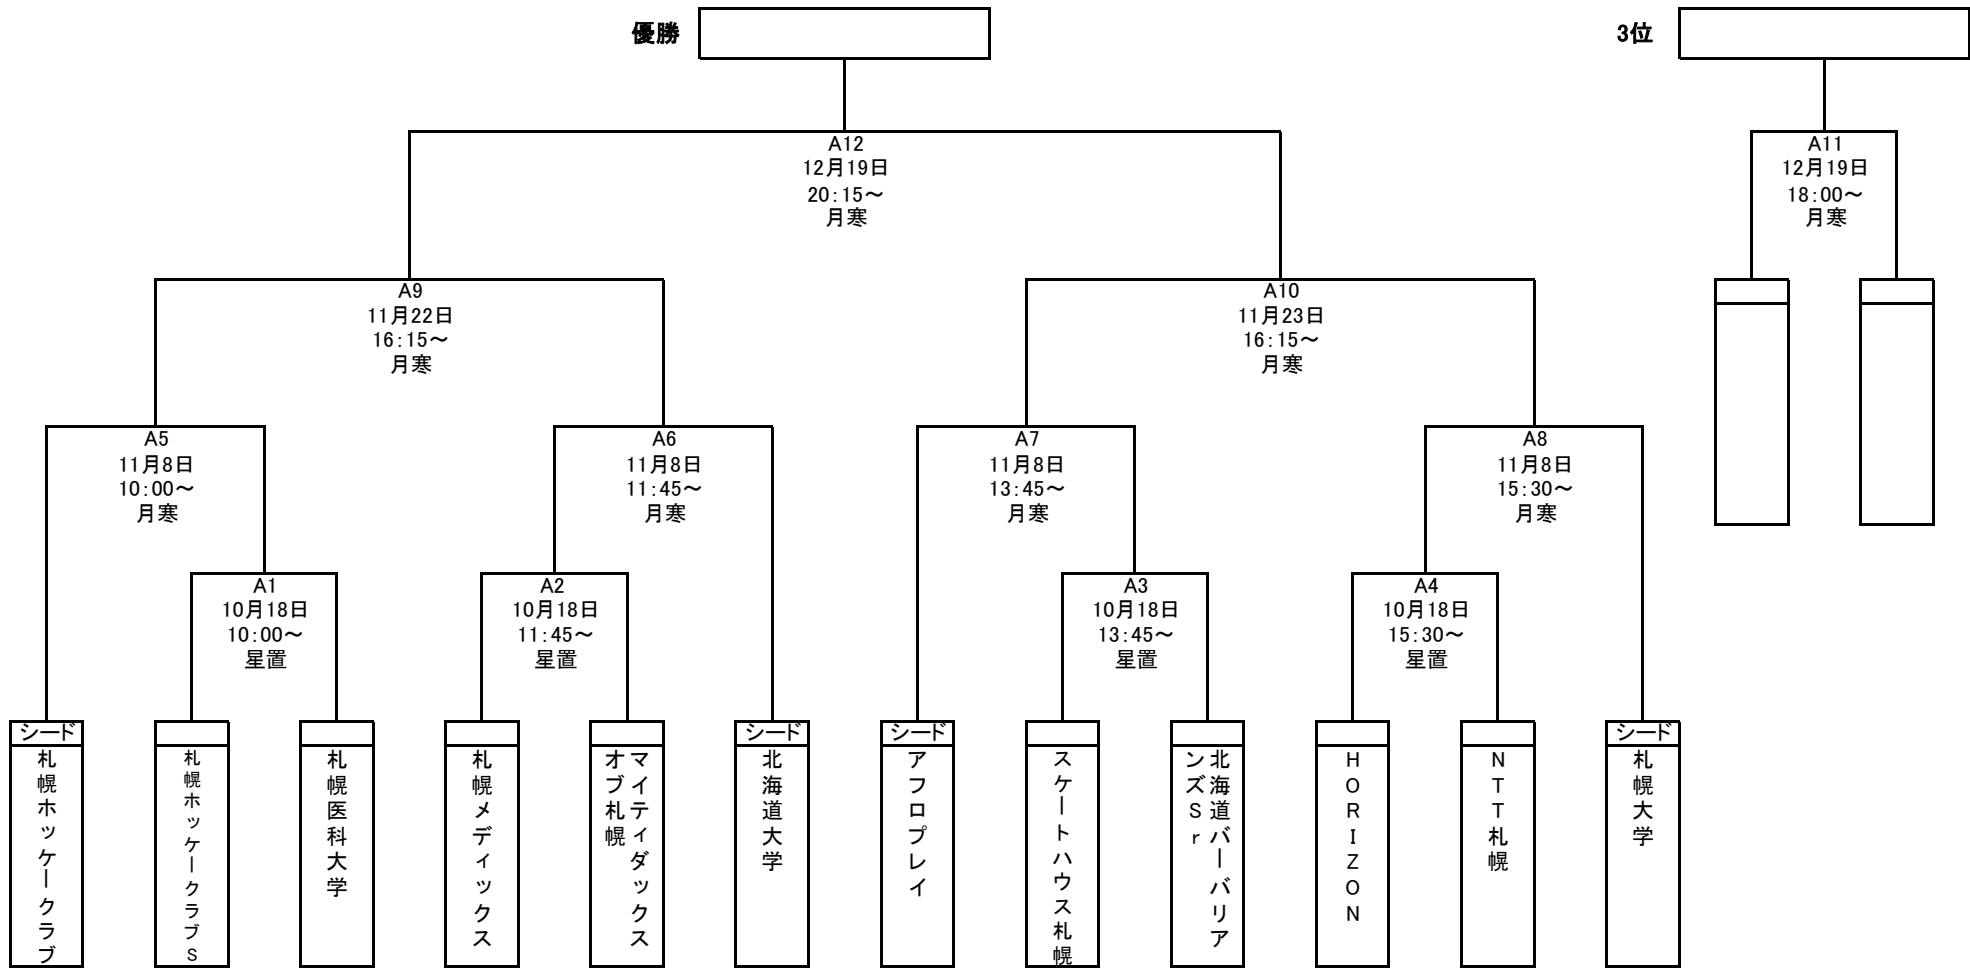 優勝
3位
A12
12月19日
20:15～
月寒
A11
12月19日
18:00～
月寒
A9
11月22日
16:15～
月寒
A10
11月23日
16:15～
月寒
A5
11月8日
10:00～
月寒
A6
11月8日
11:45～
月寒
A7
11月8日
13:45～
月寒
A8
11月8日
15:30～
月寒
A1
10月18日
10:00～
星置
A2
10月18日
11:45～
星置
A3
10月18日
13:45～
星置
A4
10月18日
15:30～
星置
シード
札幌ホッケークラブ
札幌ホッケークラブS
札幌医科大学
札幌メディックス
マイティダックス
オブ札幌
シード
北海道大学
シード
アフロプレイ
スケートハウス札幌
北海道バーバリア
ンズSr
HORIZON
NTT札幌
シード
札幌大学